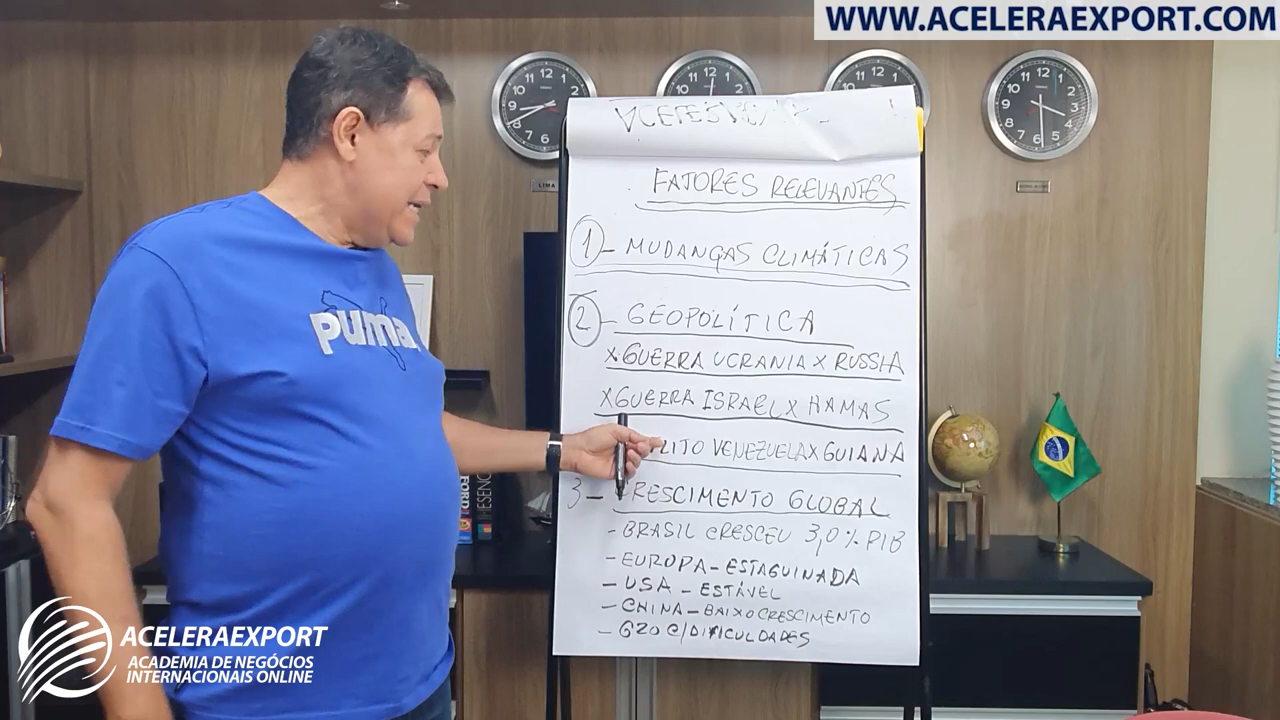 WWW.ACELERAEXPORT.COM
FATORES RELEVANTES
1 - MUDANÇAS CLIMÁTICAS
2 - GEOPOLÍTICA
X GUERRA UCRANIA X RUSSIA
X GUERRA ISRAEL X HAMAS
VENEZUELA X GUIANA
3 - CRESCIMENTO GLOBAL
- BRASIL CRESCEU 3,0% PIB
- EUROPA - ESTAGUINADA
- USA - ESTÁVEL
- CHINA - BAIXO CRESCIMENTO
- G20 C/ DIFICULDADES
puma
LIMA
FORD
ACELERAEXPORT
ACADEMIA DE NEGÓCIOS
INTERNACIONAIS ONLINE